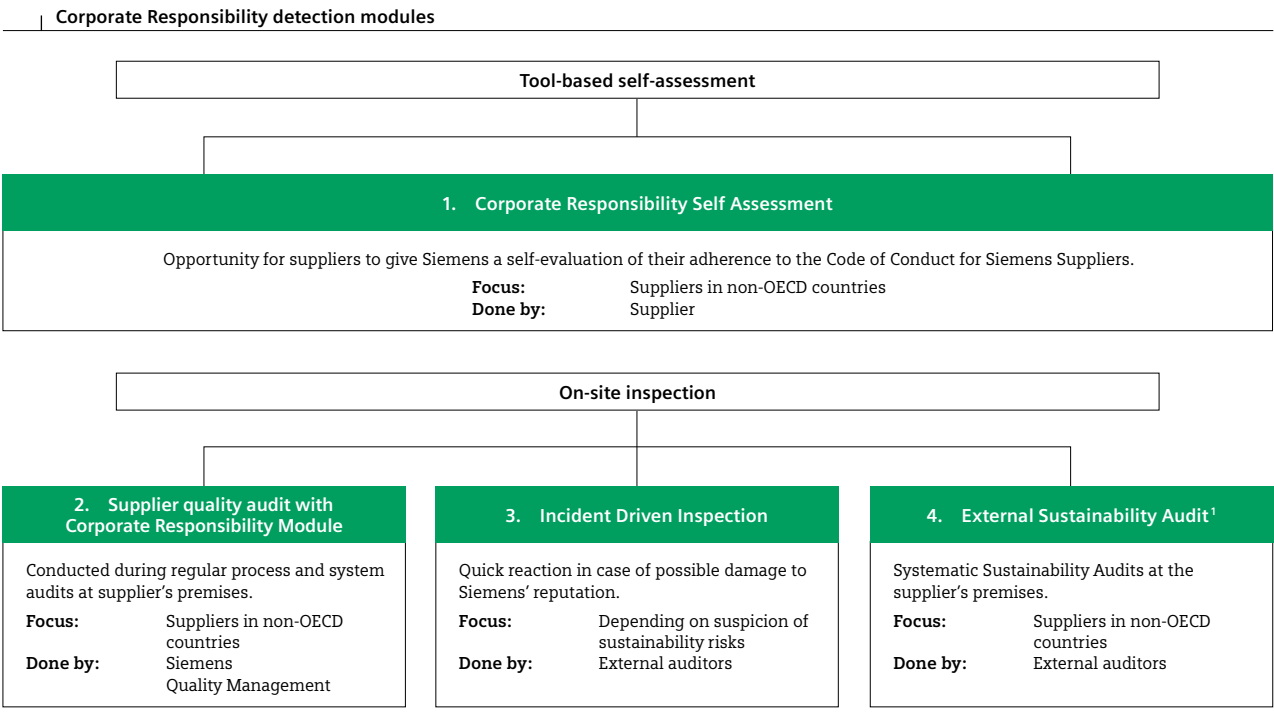 Corporate Responsibility detection modules
Tool-based self-assessment
1. Corporate Responsibility Self Assessment
Opportunity for suppliers to give Siemens a self-evaluation of their adherence to the Code of Conduct for Siemens Suppliers.
Focus: Suppliers in non-OECD countries
Done by: Supplier
On-site inspection
2. Supplier quality audit with
Corporate Responsibility Module
Conducted during regular process and system
audits at supplier’s premises.
Focus: Suppliers in non-OECD
countries
Done by: Siemens
Quality Management
3. Incident Driven Inspection
Quick reaction in case of possible damage to
Siemens’ reputation.
Focus: Depending on suspicion of
sustainability risks
Done by: External auditors
4. External Sustainability Audit¹
Systematic Sustainability Audits at the
supplier’s premises.
Focus: Suppliers in non-OECD
countries
Done by: External auditors